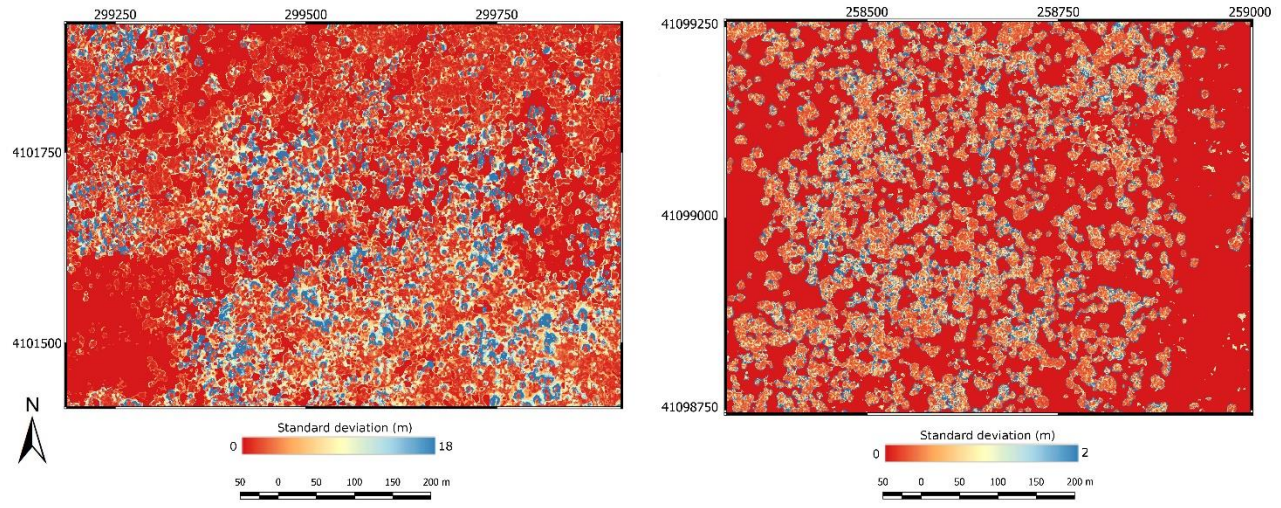 299250 299500 299750
4101750
4101500
N
Standard deviation (m)
0 18
50 0 50 100 150 200 m
258500 258750 259000
41099250
41099000
41098750
Standard deviation (m)
0 2
50 0 50 100 150 200 m